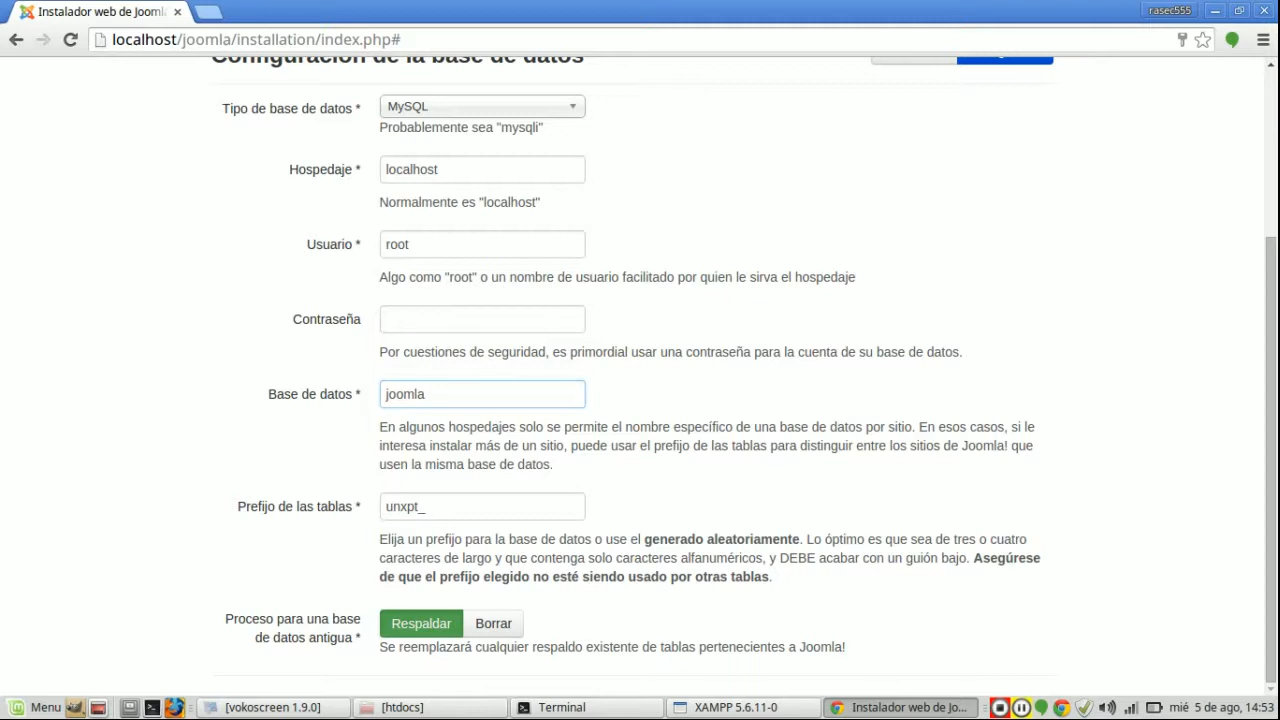 Instalador web de Joomla
rasec555
localhost/joomla/installation/index.php#
Configuración de la base de datos
Tipo de base de datos *
MySQL
Probablemente sea "mysqli"
Hospedaje *
localhost
Normalmente es "localhost"
Usuario *
root
Algo como "root" o un nombre de usuario facilitado por quien le sirva el hospedaje
Contraseña
Por cuestiones de seguridad, es primordial usar una contraseña para la cuenta de su base de datos.
Base de datos *
joomla
En algunos hospedajes solo se permite el nombre específico de una base de datos por sitio. En esos casos, si le
interesa instalar más de un sitio, puede usar el prefijo de las tablas para distinguir entre los sitios de Joomla! que
usen la misma base de datos.
Prefijo de las tablas *
unxpt_
Elija un prefijo para la base de datos o use el generado aleatoriamente. Lo óptimo es que sea de tres o cuatro
caracteres de largo y que contenga solo caracteres alfanuméricos, y DEBE acabar con un guión bajo. Asegúrese
de que el prefijo elegido no esté siendo usado por otras tablas.
Proceso para una base
de datos antigua *
Respaldar
Borrar
Se reemplazará cualquier respaldo existente de tablas pertenecientes a Joomla!
Menu
[vokoscreen 1.9.0]
[htdocs]
Terminal
XAMPP 5.6.11-0
Instalador web de Jo...
mié 5 de ago, 14:53